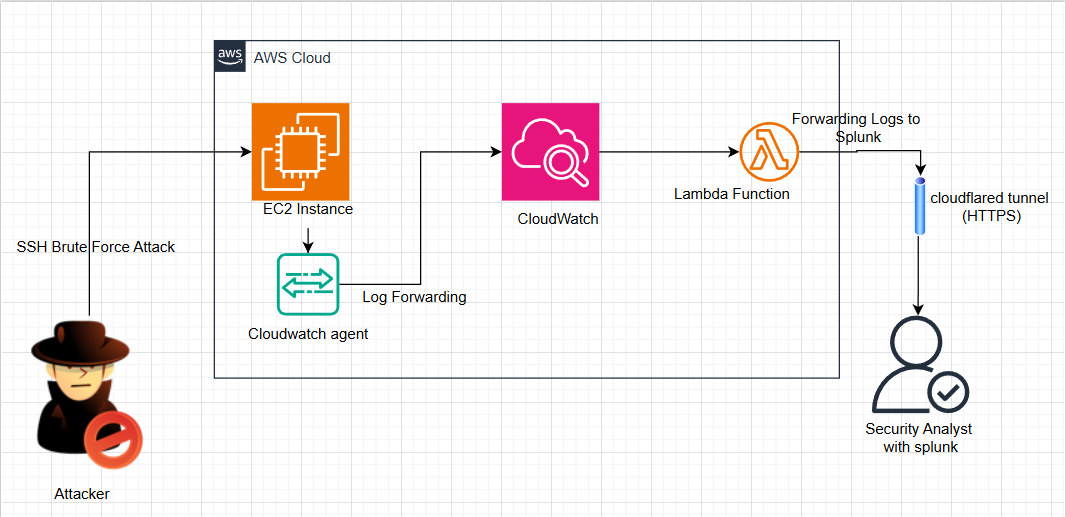 aws
AWS Cloud
Forwarding Logs to
Splunk
Lambda Function
cloudflared tunnel
(HTTPS)
EC2 Instance
CloudWatch
SSH Brute Force Attack
Log Forwarding
Cloudwatch agent
Security Analyst
with splunk
Attacker